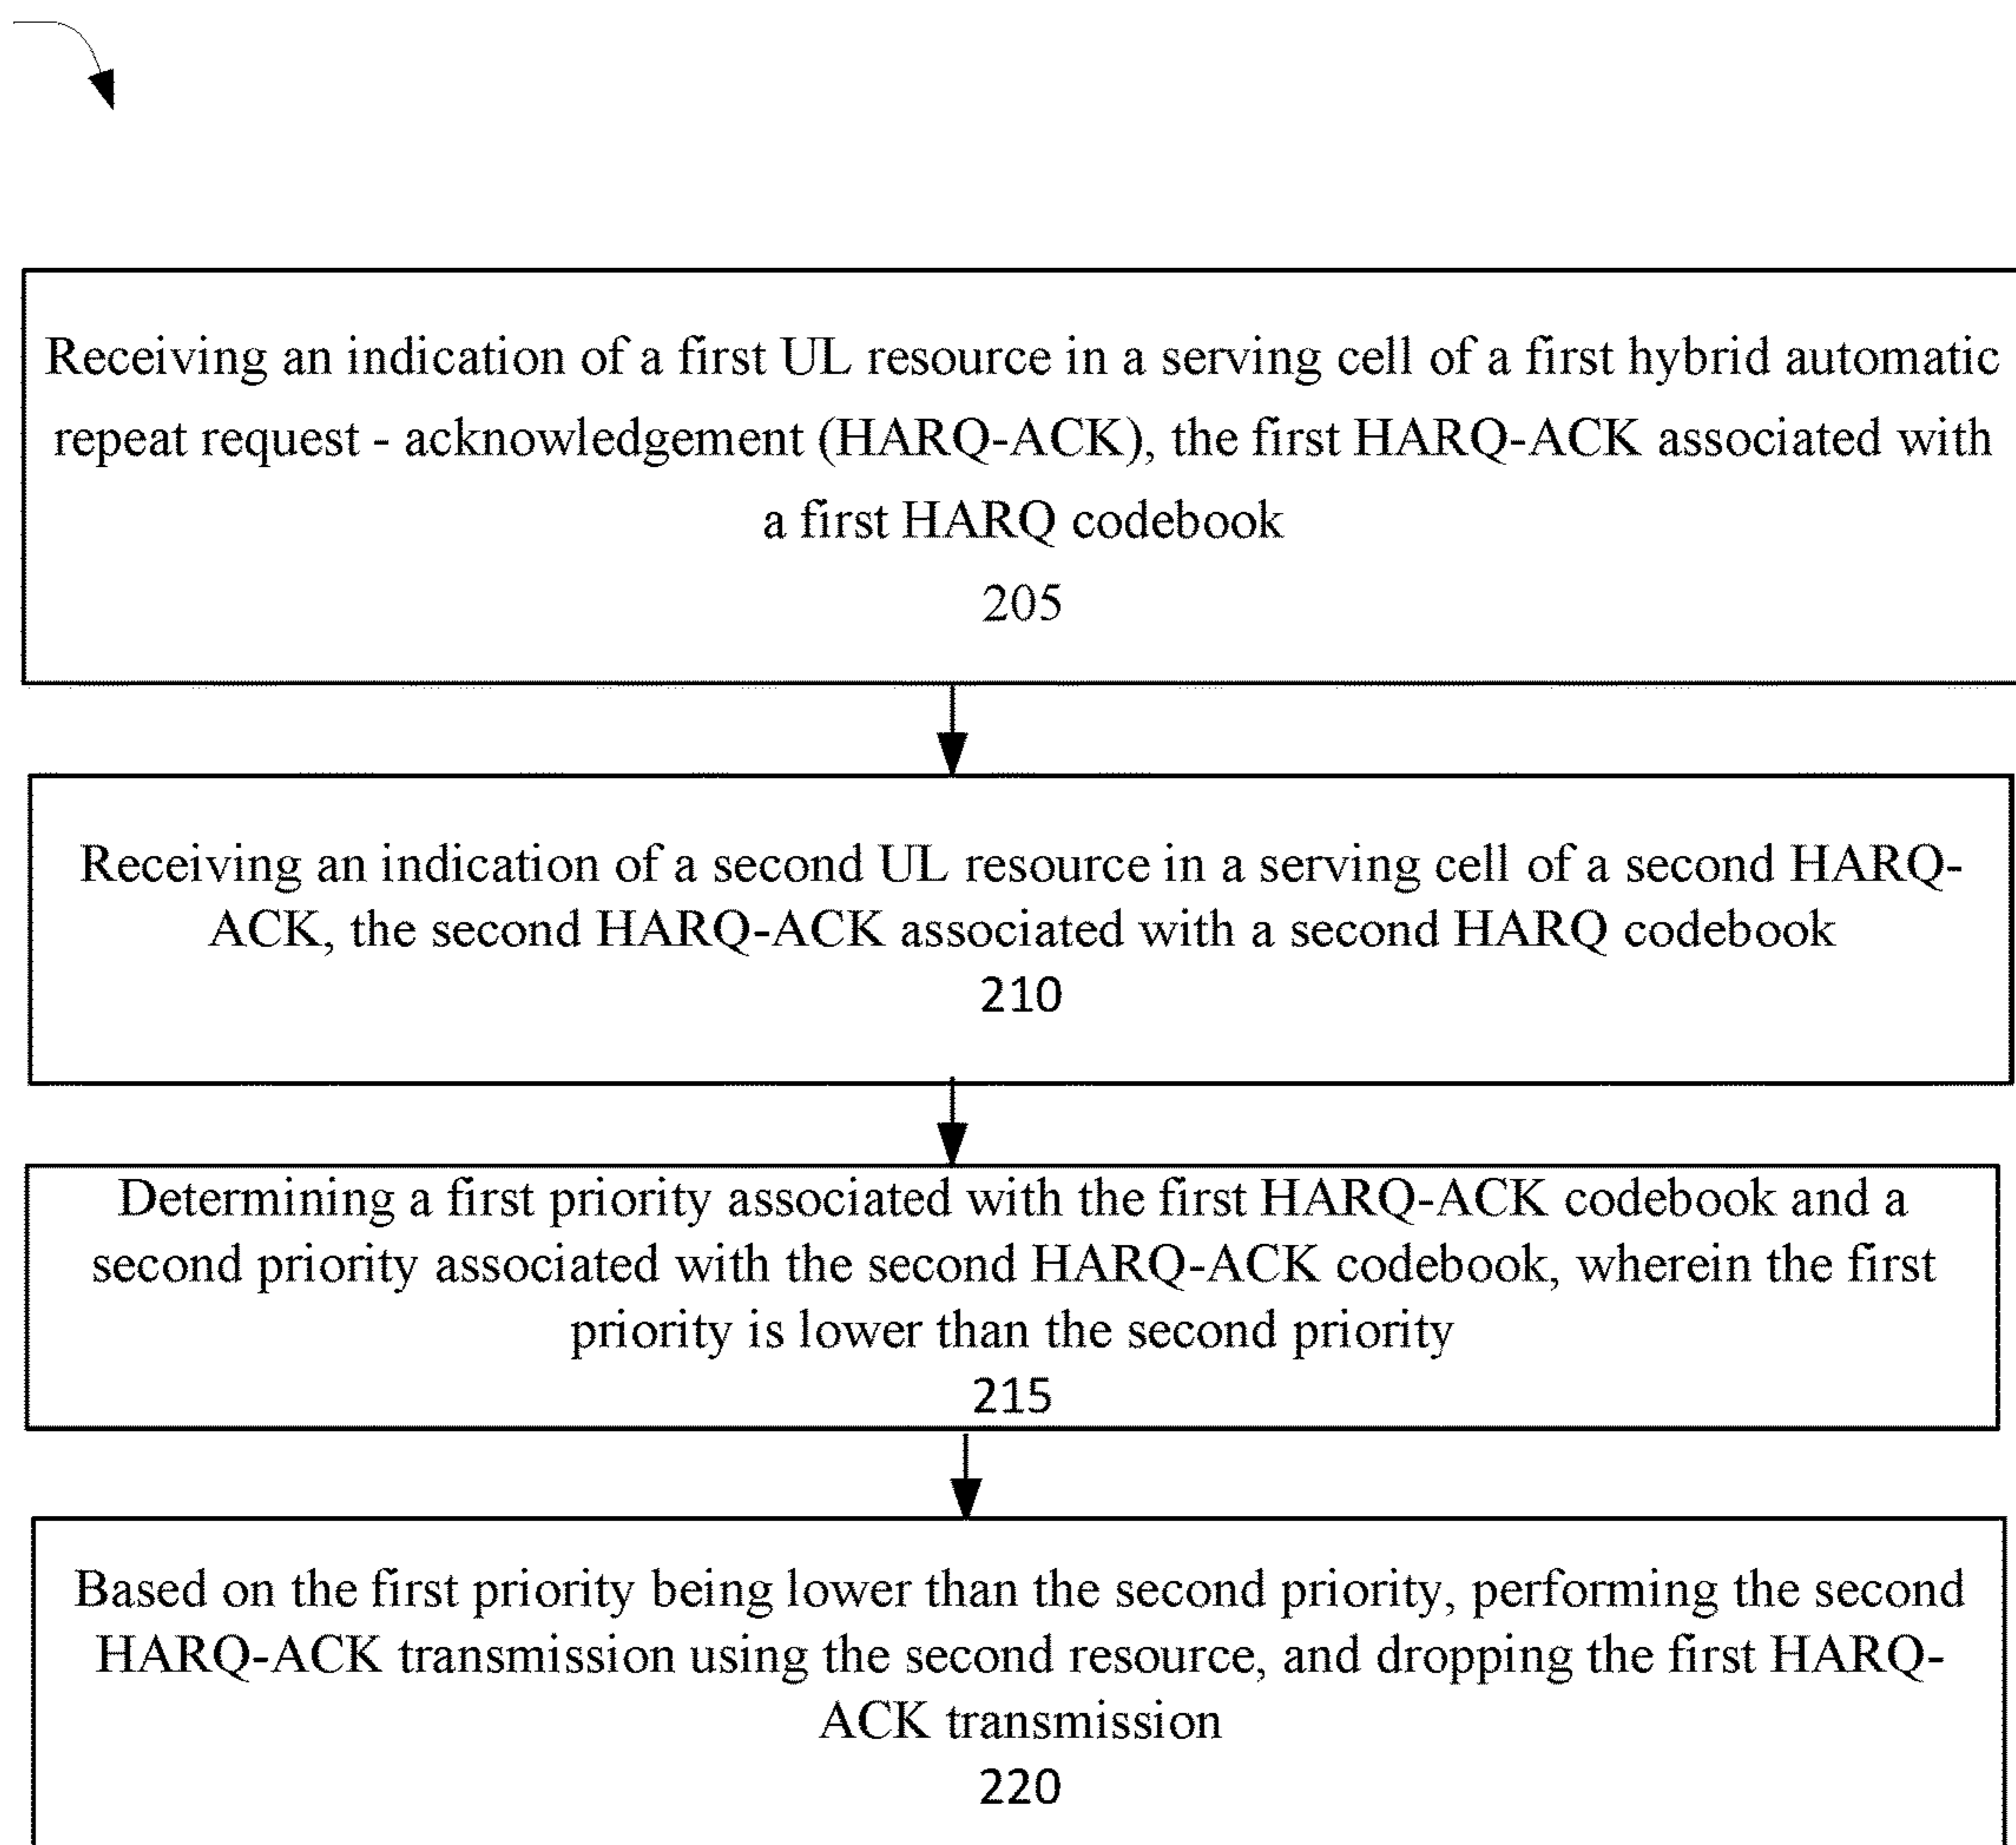 Receiving an indication of a first UL resource in a serving cell of a first hybrid automatic
repeat request - acknowledgement (HARQ-ACK), the first HARQ-ACK associated with
a first HARQ codebook
205
Receiving an indication of a second UL resource in a serving cell of a second HARQ-
ACK, the second HARQ-ACK associated with a second HARQ codebook
210
Determining a first priority associated with the first HARQ-ACK codebook and a
second priority associated with the second HARQ-ACK codebook, wherein the first
priority is lower than the second priority
215
Based on the first priority being lower than the second priority, performing the second
HARQ-ACK transmission using the second resource, and dropping the first HARQ-
ACK transmission
220